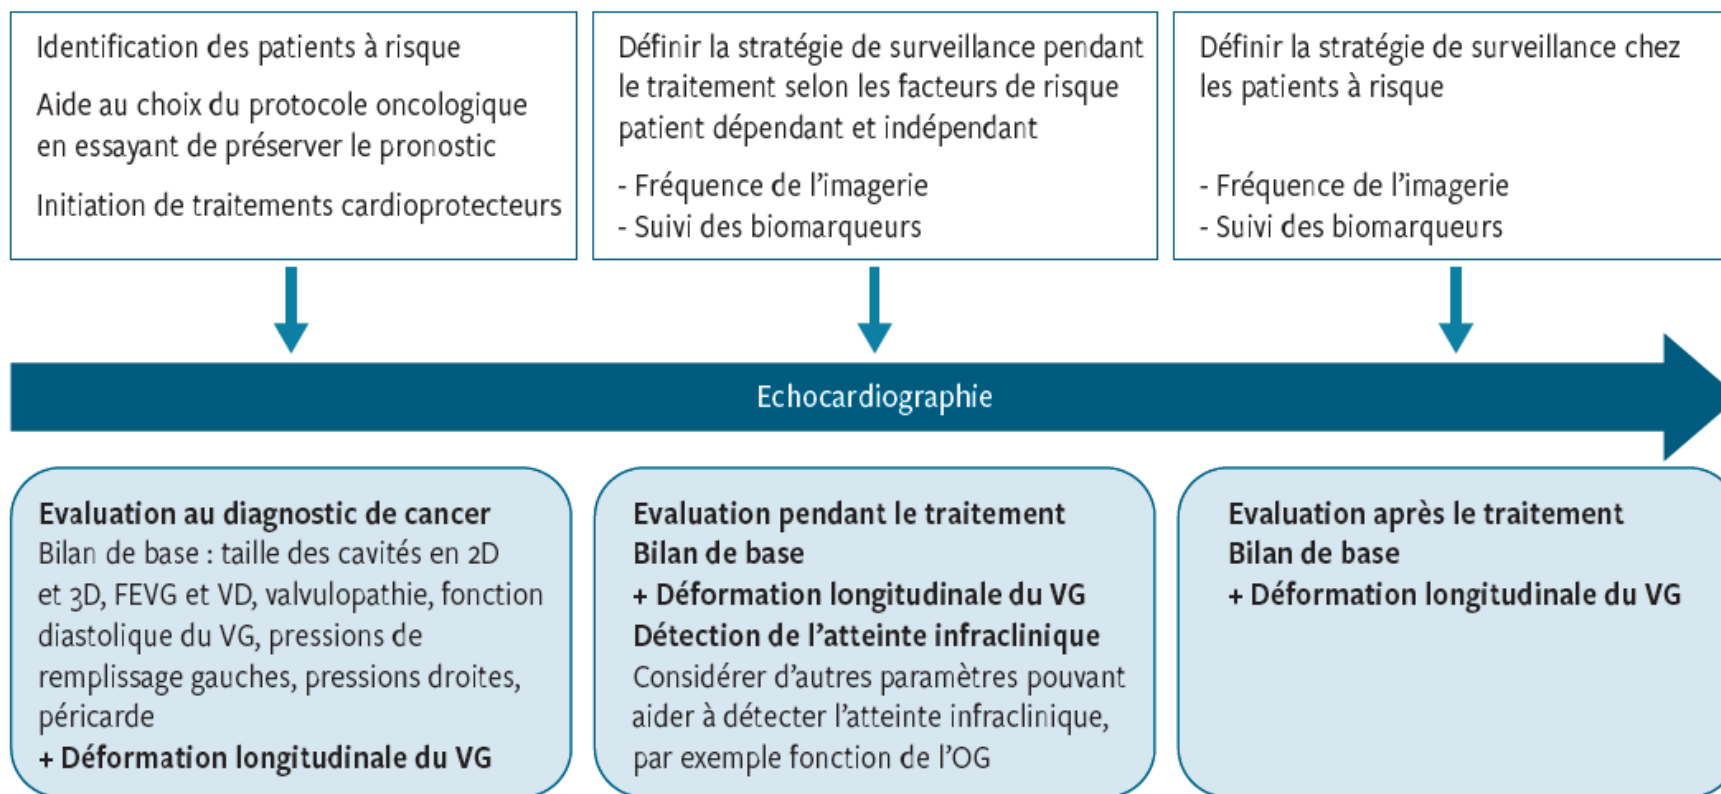 Identification des patients à risque
Aide au choix du protocole oncologique
en essayant de préserver le pronostic
Initiation de traitements cardioprotecteurs
Définir la stratégie de surveillance pendant
le traitement selon les facteurs de risque
patient dépendant et indépendant
- Fréquence de l'imagerie
- Suivi des biomarqueurs
Définir la stratégie de surveillance chez
les patients à risque
- Fréquence de l'imagerie
- Suivi des biomarqueurs
Echocardiographie
Evaluation au diagnostic de cancer
Bilan de base : taille des cavités en 2D
et 3D, FEVG et VD, valvulopathie, fonction
diastolique du VG, pressions de
remplissage gauches, pressions droites,
péricarde
+ Déformation longitudinale du VG
Evaluation pendant le traitement
Bilan de base
+ Déformation longitudinale du VG
Détection de l'atteinte infraclinique
Considérer d'autres paramètres pouvant
aider à détecter l'atteinte infraclinique,
par exemple fonction de l'OG
Evaluation après le traitement
Bilan de base
+ Déformation longitudinale du VG